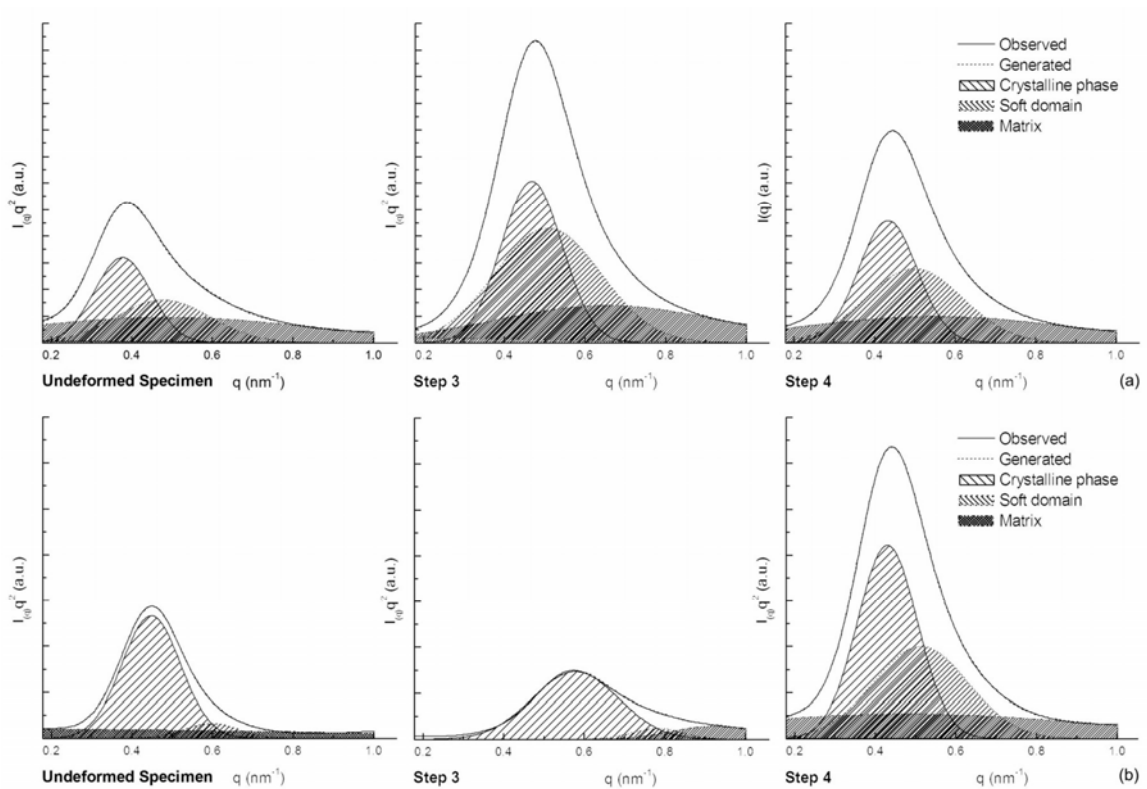 I(q)q² (a.u.)
0.2 0.4 0.6 0.8 1.0
Undeformed Specimen q (nm⁻¹)
I(q)q² (a.u.)
0.2 0.4 0.6 0.8 1.0
Step 3 q (nm⁻¹)
I(q) (a.u.)
Observed
Generated
Crystalline phase
Soft domain
Matrix
0.2 0.4 0.6 0.8 1.0
Step 4 q (nm⁻¹) (a)
I(q)q² (a.u.)
0.2 0.4 0.6 0.8 1.0
Undeformed Specimen q (nm⁻¹)
I(q)q² (a.u.)
0.2 0.4 0.6 0.8 1.0
Step 3 q (nm⁻¹)
I(q)q² (a.u.)
Observed
Generated
Crystalline phase
Soft domain
Matrix
0.2 0.4 0.6 0.8 1.0
Step 4 q (nm⁻¹) (b)